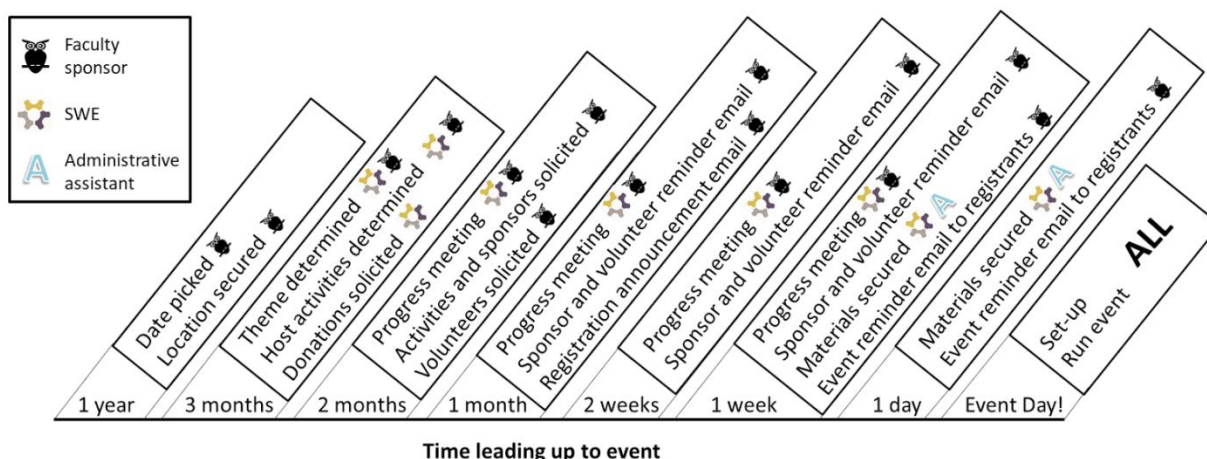 Faculty
sponsor
SWE
A
Administrative
assistant
Date picked
Location secured
Theme determined
Host activities determined
Donations solicited
Progress meeting
Activities and sponsors solicited
Volunteers solicited
Progress meeting
Sponsor and volunteer reminder email
Registration announcement email
Progress meeting
Sponsor and volunteer reminder email
Progress meeting
Sponsor and volunteer reminder email
Materials secured A
Event reminder email to registrants
Materials secured A
Event reminder email to registrants
Set-up
Run event
ALL
1 year
3 months
2 months
1 month
2 weeks
1 week
1 day
Event Day!
Time leading up to event